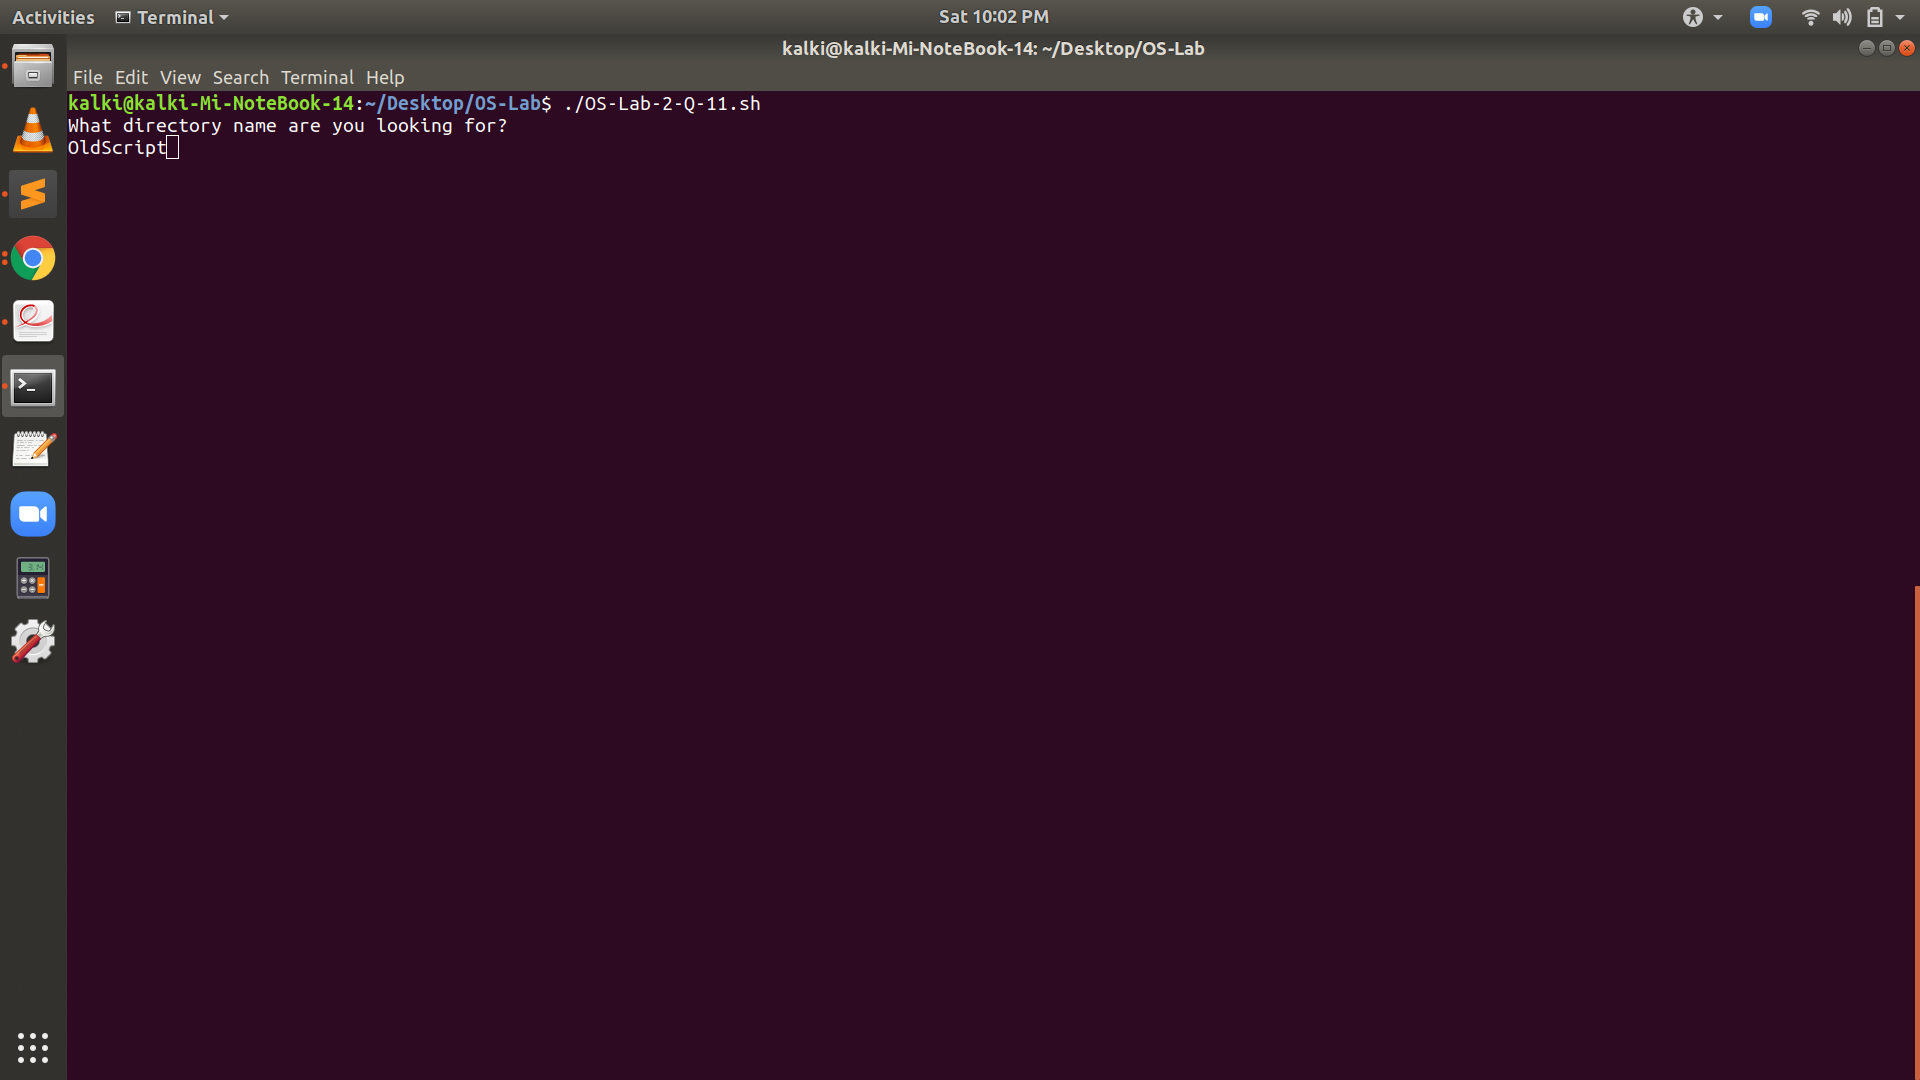 Activities Terminal Sat 10:02 PM
kalki@kalki-Mi-NoteBook-14: ~/Desktop/OS-Lab
File Edit View Search Terminal Help
kalki@kalki-Mi-NoteBook-14:~/Desktop/OS-Lab$ ./OS-Lab-2-Q-11.sh
What directory name are you looking for?
OldScript